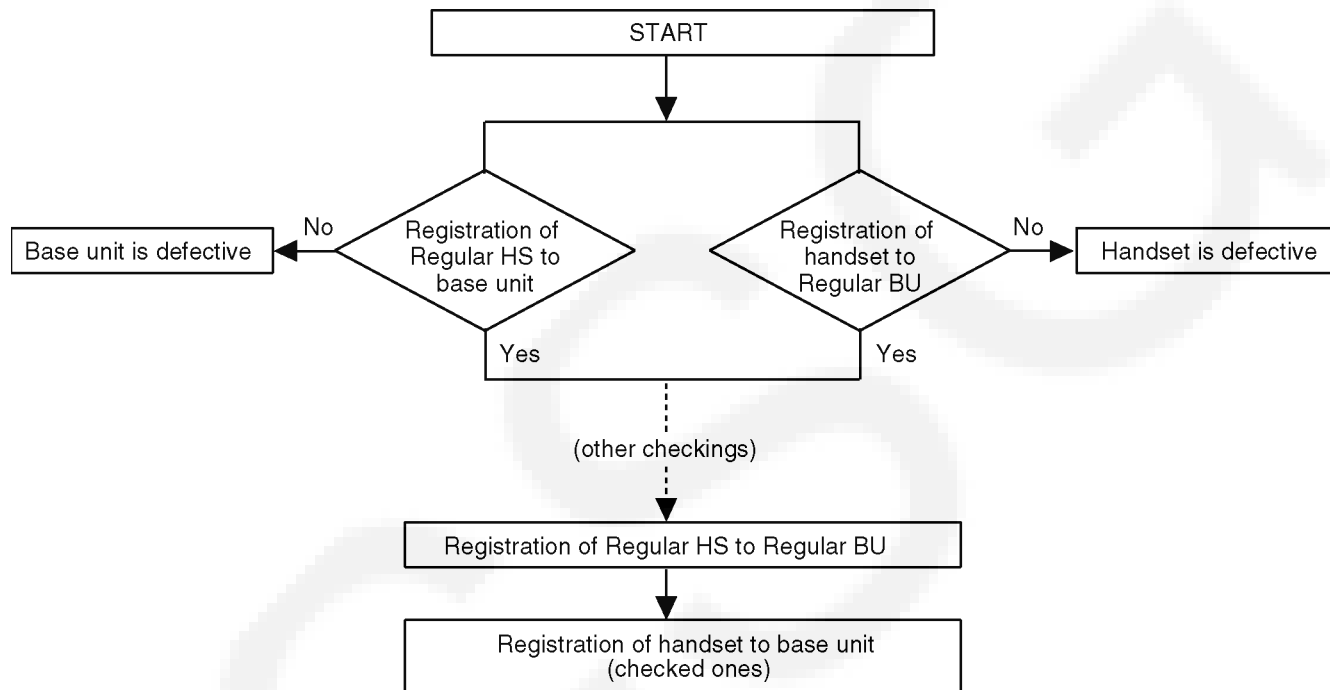 START
No
Registration of
Regular HS to
base unit
Registration of
handset to
Regular BU
No
Base unit is defective
Handset is defective
Yes
Yes
(other checkings)
Registration of Regular HS to Regular BU
Registration of handset to base unit
(checked ones)